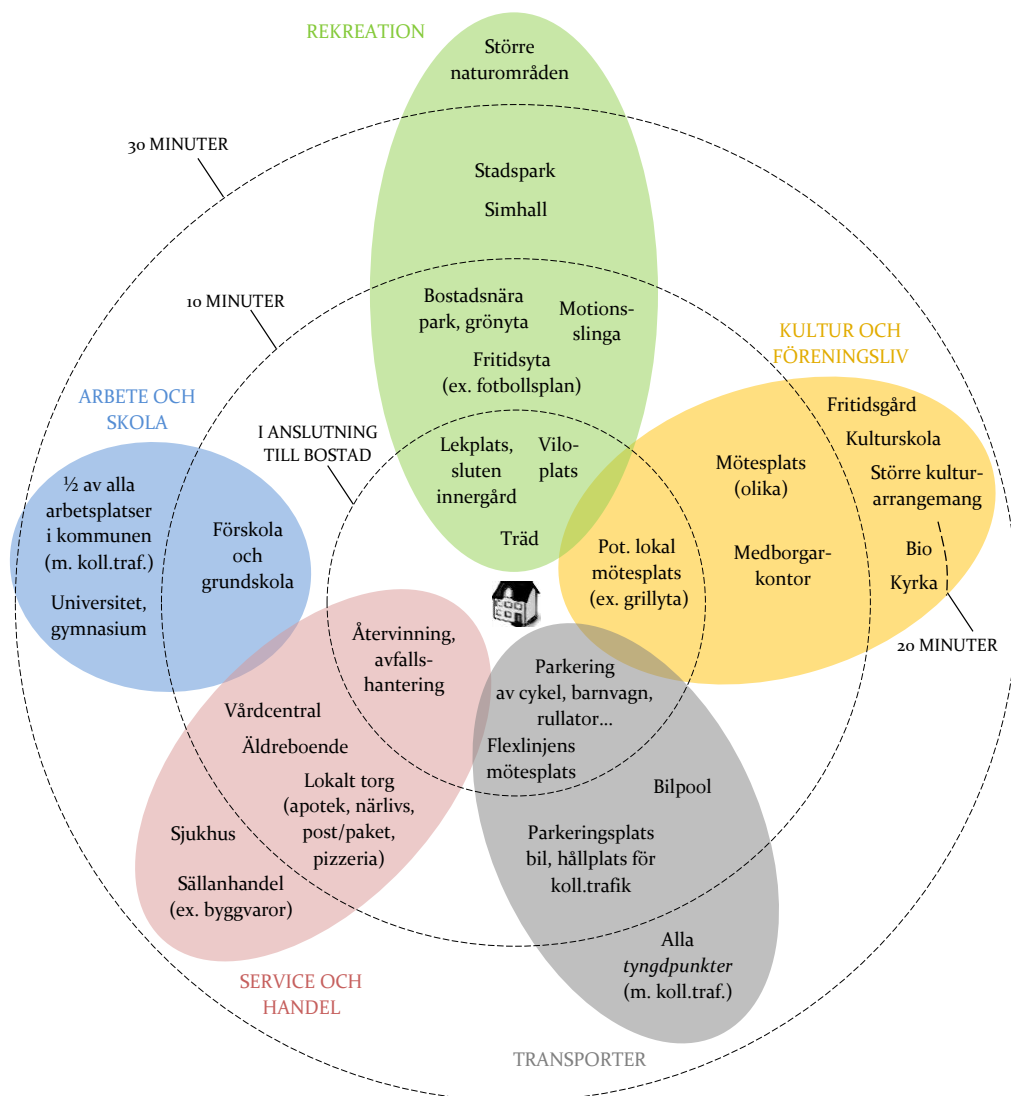 REKREATION
Större
naturområden
30 MINUTER
Stadspark
Simhall
10 MINUTER
Bostadsnära
park, grönyta
Motions-
slinga
Fritidsyta
(ex. fotbollsplan)
KULTUR OCH
FÖRENINGSLIV
ARBETE OCH
SKOLA
I ANSLUTNING
TILL BOSTAD
Lekplats,
sluten
innergård
Vilo-
plats
Träd
Fritidsgård
Kulturskola
Större kultur-
arrangemang
Mötesplats
(olika)
Medborgar-
kontor
Bio
Kyrka
20 MINUTER
Pot. lokal
mötesplats
(ex. grillyta)
½ av alla
arbetsplatser
i kommunen
(m. koll.traf.)
Universitet,
gymnasium
Förskola
och
grundskola
Återvinning,
avfalls-
hantering
Vårdcentral
Äldreboende
Lokalt torg
(apotek, närlivs,
post/paket,
pizzeria)
Sjukhus
Sällanhandel
(ex. byggvaror)
SERVICE OCH
HANDEL
Parkering
av cykel, barnvagn,
rullator...
Flexlinjens
mötesplats
Bilpool
Parkeringsplats
bil, hållplats för
koll.trafik
Alla
tyngdpunkter
(m. koll.traf.)
TRANSPORTER